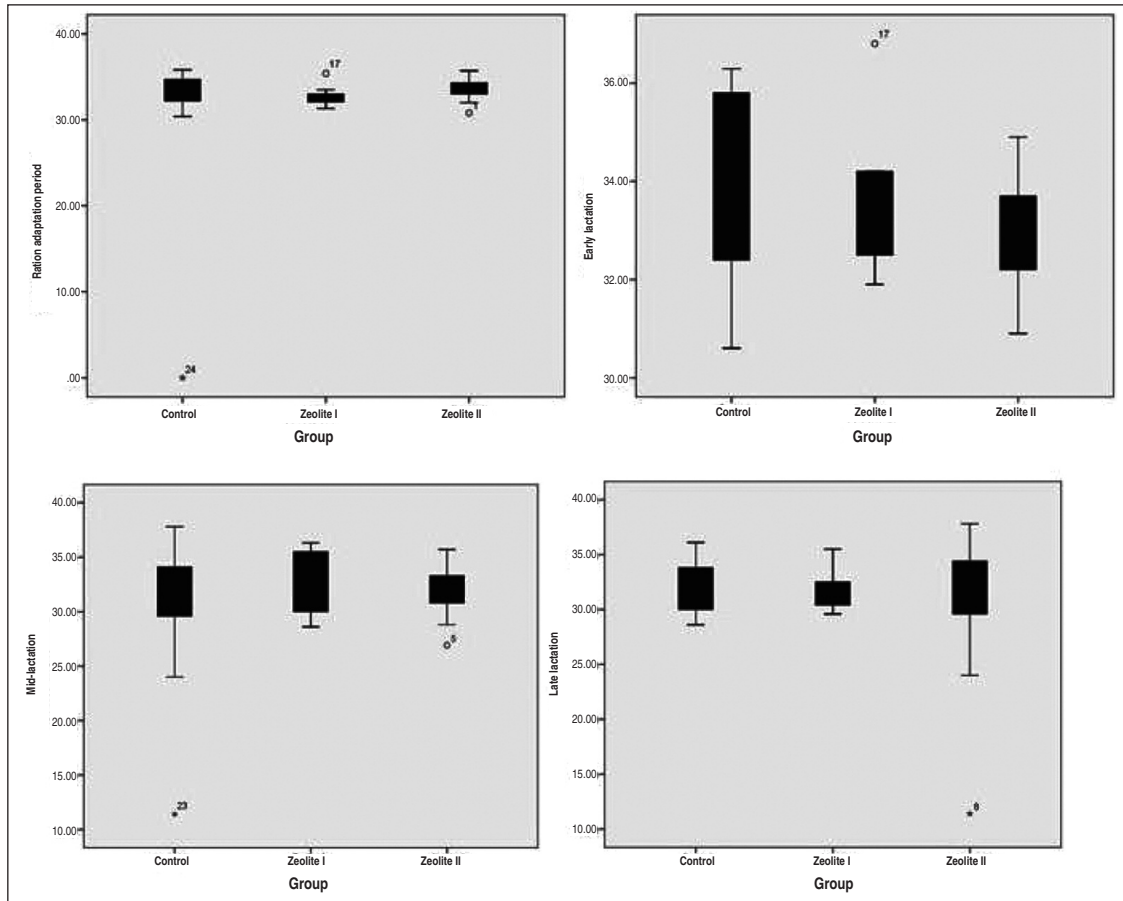 Ration adaptation period
40.00
30.00
20.00
10.00
.00
17
24
Control
Zeolite I
Zeolite II
Group
Early lactation
36.00
34.00
32.00
30.00
17
Control
Zeolite I
Zeolite II
Group
Mid-lactation
40.00
35.00
30.00
25.00
20.00
15.00
10.00
5
23
Control
Zeolite I
Zeolite II
Group
Late lactation
40.00
35.00
30.00
25.00
20.00
15.00
10.00
Control
Zeolite I
Zeolite II
Group